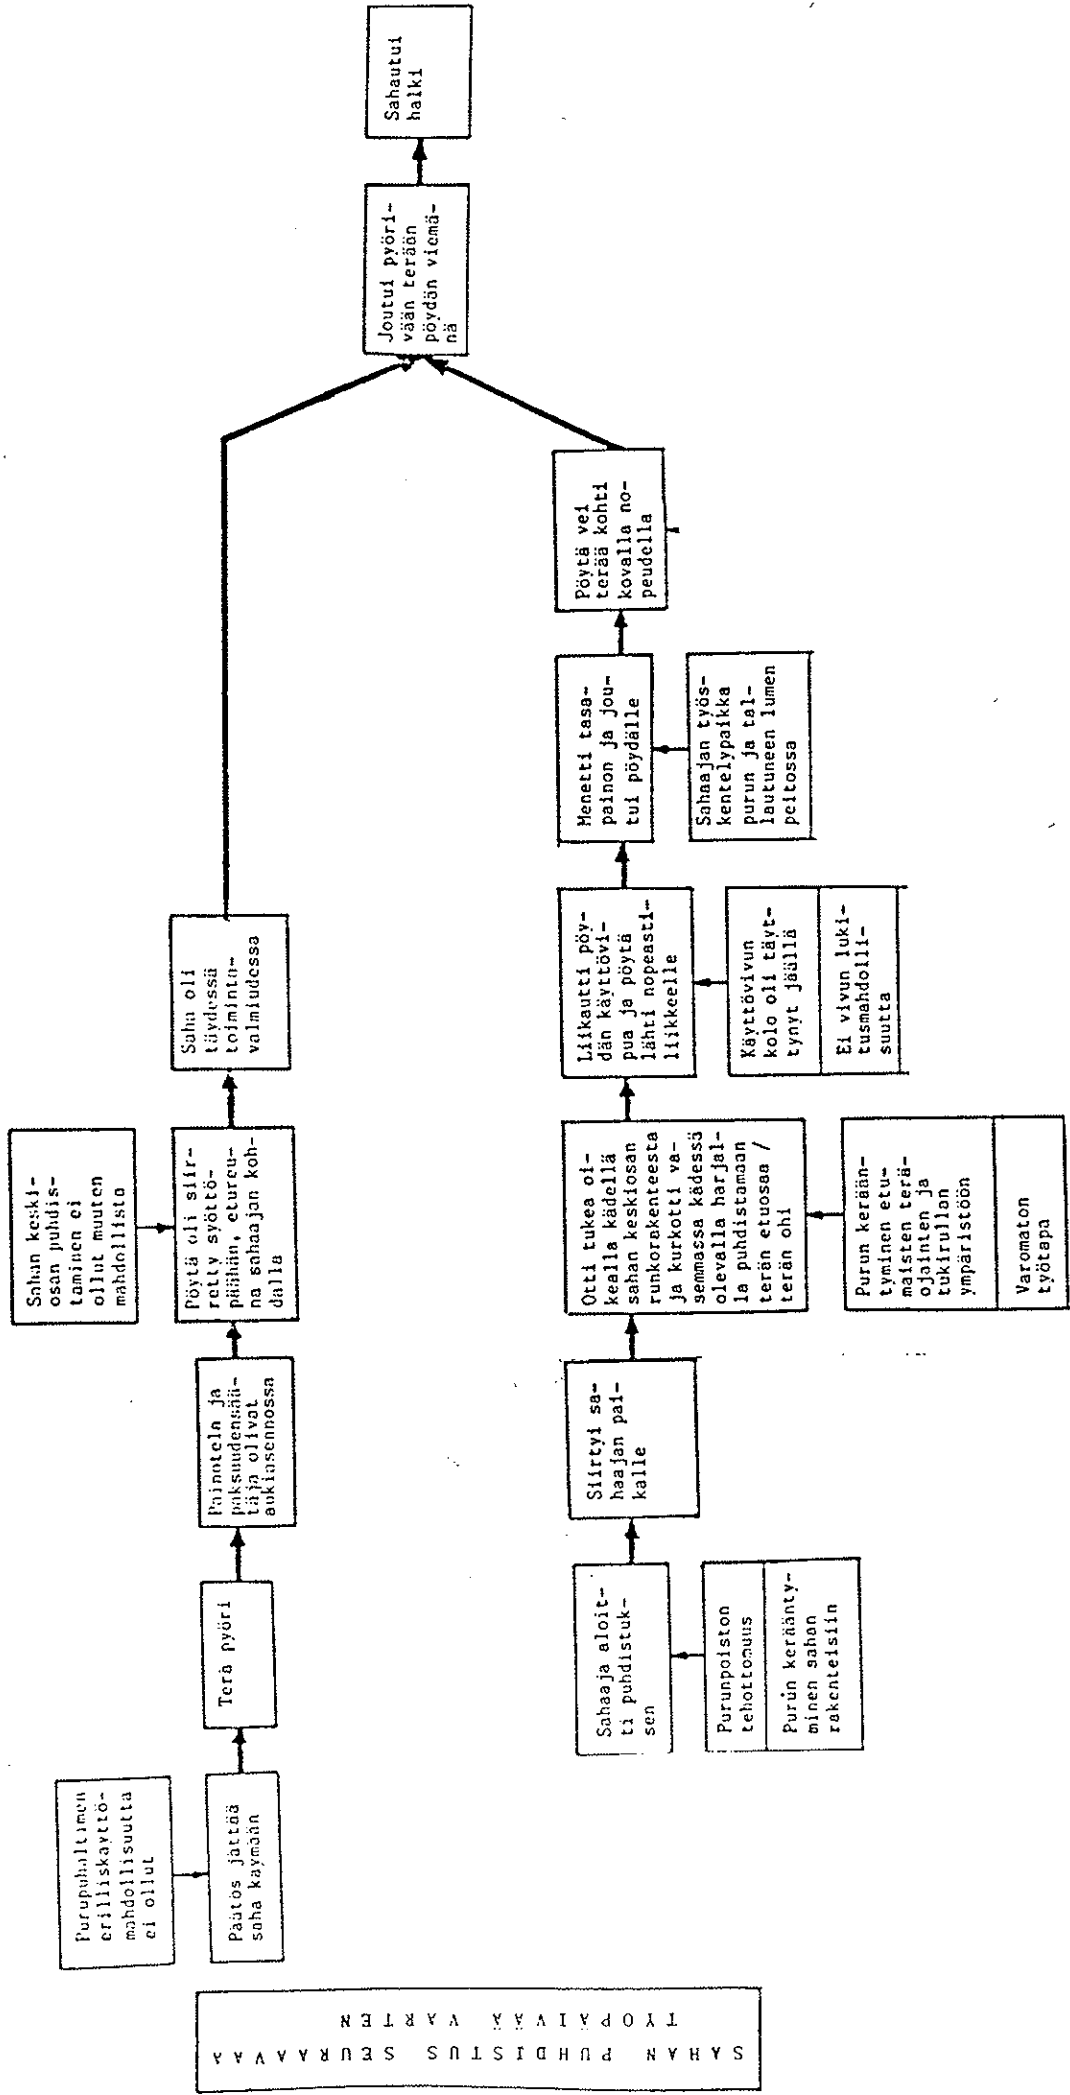 SAHAN PUHDISTUS SEURAAVAA
TYÖPÄIVÄÄ VARTEN
Purupuhaltimen
erilliskäyttö-
mahdollisuutta
ei ollut
Päätös jättää
saha käymään
Terä pyöri
Painotela ja
paksuudensää-
täjä olivat
aukiasennossa
Sahan keski-
osan puhdis-
taminen ei
ollut muuten
mahdollista
Pöytä oli siir-
retty syöttö-
päähän, etureu-
na sahaajan koh-
dalla
Saha oli
täydessä
toiminta-
valmiudessa
Sahaaja aloit-
ti puhdistuk-
sen
Purunpoiston
tehottomuus
Purun keräänty-
minen sahan
rakenteisiin
Siirtyi sa-
haajan pai-
kalle
Otti tukea oi-
kealla kädellä
sahan keskiosan
runkorakenteesta
ja kurkotti va-
semmassa kädessä
olevalla harjal-
la puhdistamaan
terän etuosaa /
terän ohi
Purun kerään-
tyminen etu-
maisten terä-
ojainten ja
tukirullan
ympäristöön
Varomaton
työtapa
Liikautti pöy-
dän käyttövi-
pua ja pöytä
lähti nopeasti-
liikkeelle
Käyttövivun
kolo oli täyt-
tynyt jäällä
Ei vivun luki-
tusmahdolli-
suutta
Menetti tasa-
painon ja jou-
tui pöydälle
Sahaajan työs-
kentelypaikka
purun ja tal-
lautuneen lumen
peitossa
Pöytä vei
terää kohti
kovalla no-
peudella
Joutui pyöri-
vään terään
pöydän viemä-
nä
Sahautui
halki